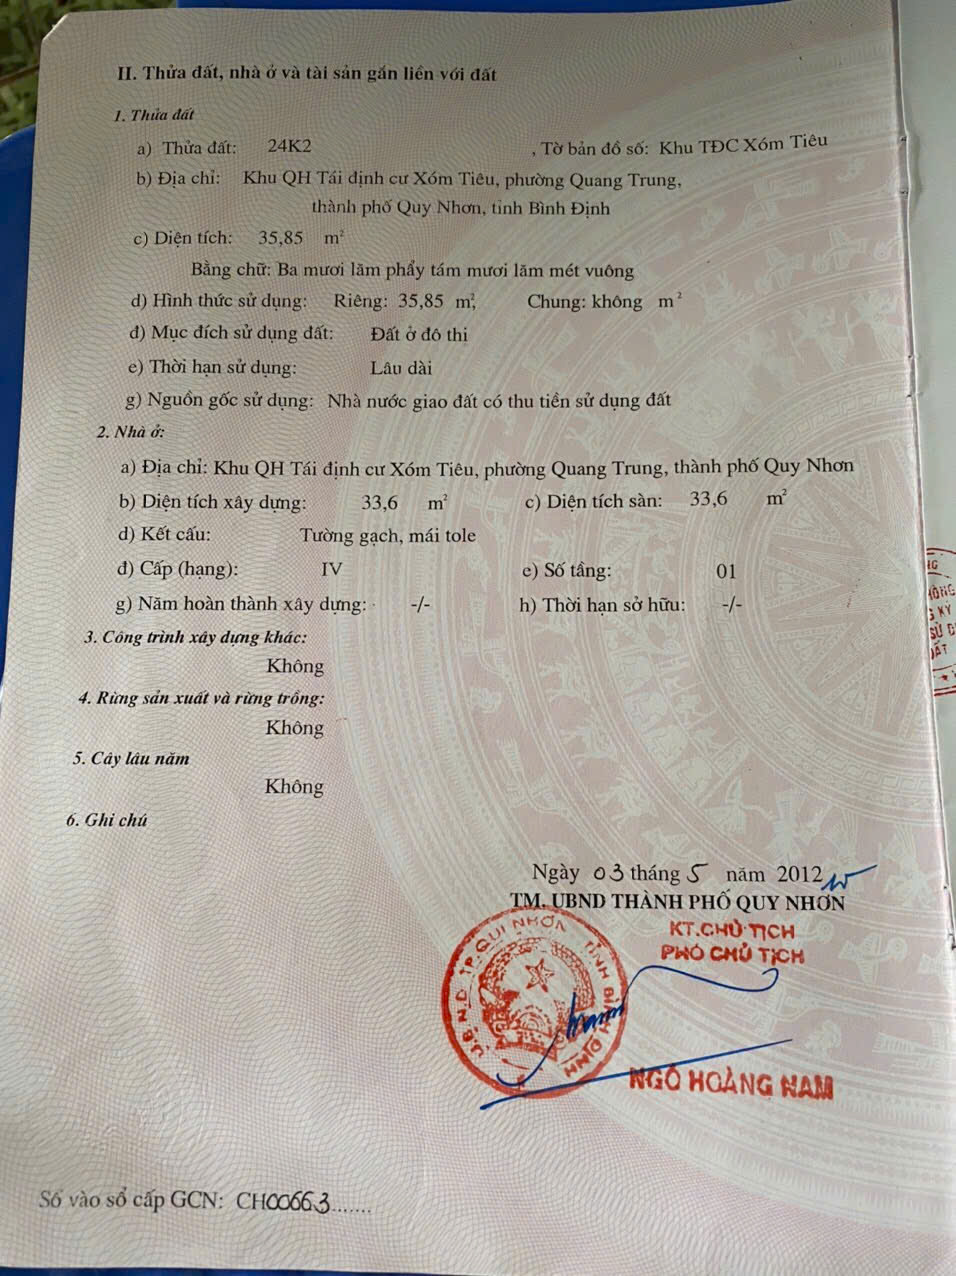 II. Thửa đất, nhà ở và tài sản gắn liền với đất
1. Thửa đất
a) Thửa đất: 24K2 , Tờ bản đồ số: Khu TĐC Xóm Tiêu
b) Địa chỉ: Khu QH Tái định cư Xóm Tiêu, phường Quang Trung,
thành phố Quy Nhơn, tỉnh Bình Định
c) Diện tích: 35,85 m²
Bằng chữ: Ba mươi lăm phẩy tám mươi lăm mét vuông
d) Hình thức sử dụng: Riêng: 35,85 m², Chung: không m²
đ) Mục đích sử dụng đất: Đất ở đô thị
e) Thời hạn sử dụng: Lâu dài
g) Nguồn gốc sử dụng: Nhà nước giao đất có thu tiền sử dụng đất
2. Nhà ở:
a) Địa chỉ: Khu QH Tái định cư Xóm Tiêu, phường Quang Trung, thành phố Quy Nhơn
b) Diện tích xây dựng: 33,6 m² c) Diện tích sàn: 33,6 m²
d) Kết cấu: Tường gạch, mái tole
đ) Cấp (hạng): IV e) Số tầng: 01
g) Năm hoàn thành xây dựng: -/- h) Thời hạn sở hữu: -/-
3. Công trình xây dựng khác:
Không
4. Rừng sản xuất và rừng trồng:
Không
5. Cây lâu năm
Không
6. Ghi chú
Ngày 03 tháng 5 năm 2012
TM. UBND THÀNH PHỐ QUY NHƠN
KT.CHỦ TỊCH
PHÓ CHỦ TỊCH
U.B.N.D TP.QUI NHƠN TỈNH BÌNH ĐỊNH
NGÔ HOÀNG NAM
Số vào sổ cấp GCN: CH00663.......